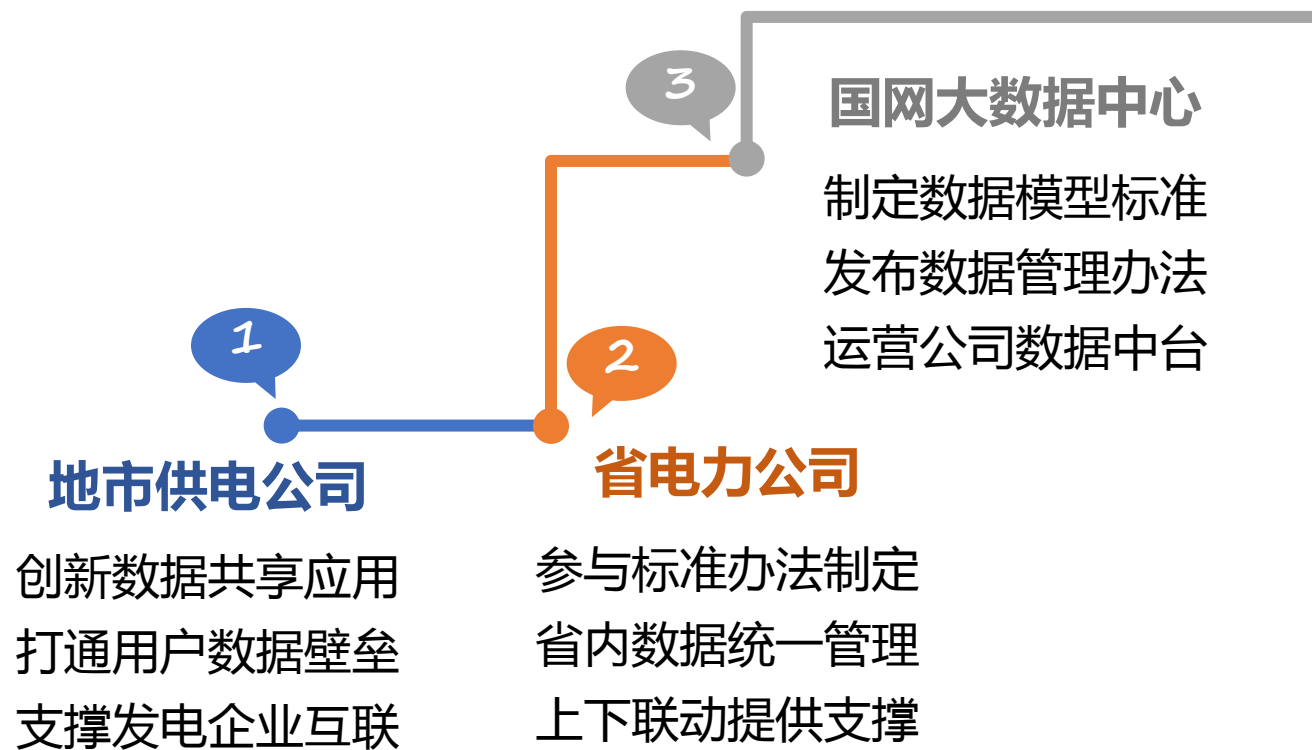 1
地市供电公司
创新数据共享应用
打通用户数据壁垒
支撑发电企业互联
2
省电力公司
参与标准办法制定
省内数据统一管理
上下联动提供支撑
3
国网大数据中心
制定数据模型标准
发布数据管理办法
运营公司数据中台